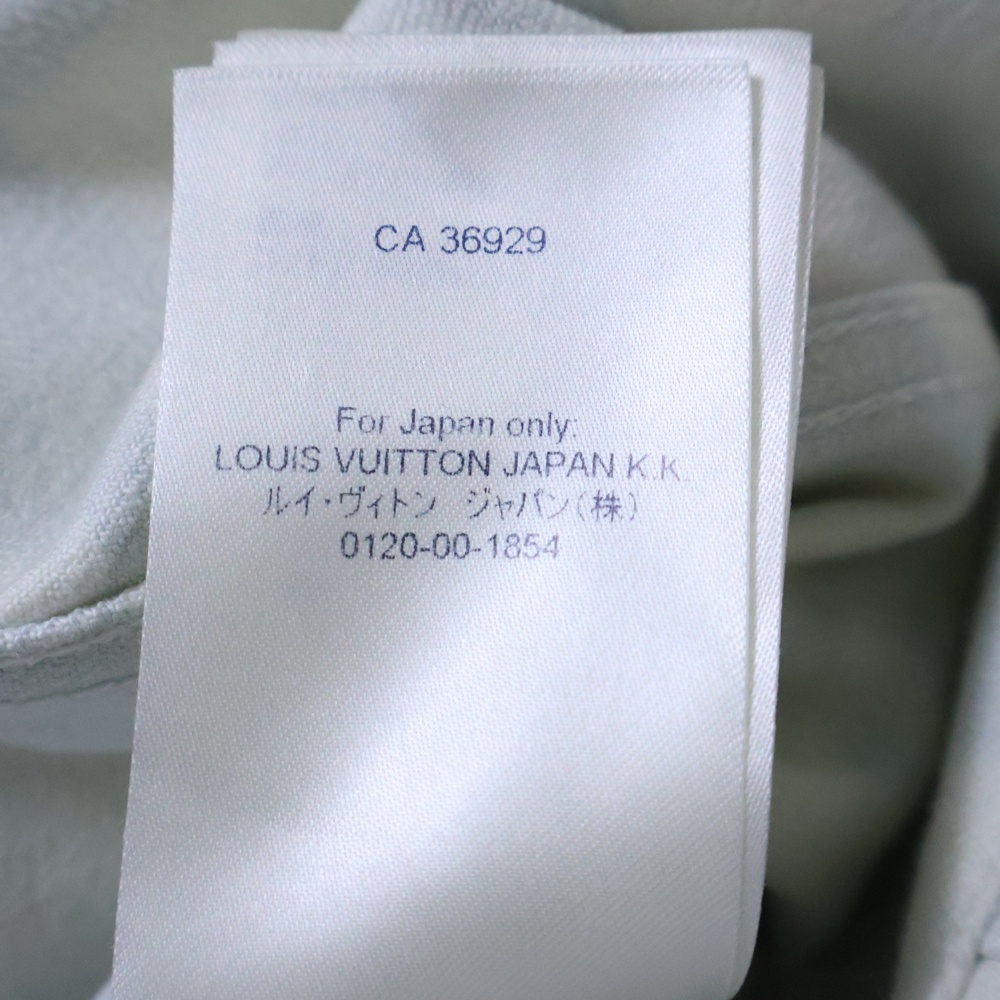 CA 36929
For Japan only:
LOUIS VUITTON JAPAN K.K.
ルイ・ヴィトン ジャパン(株)
0120-00-1854